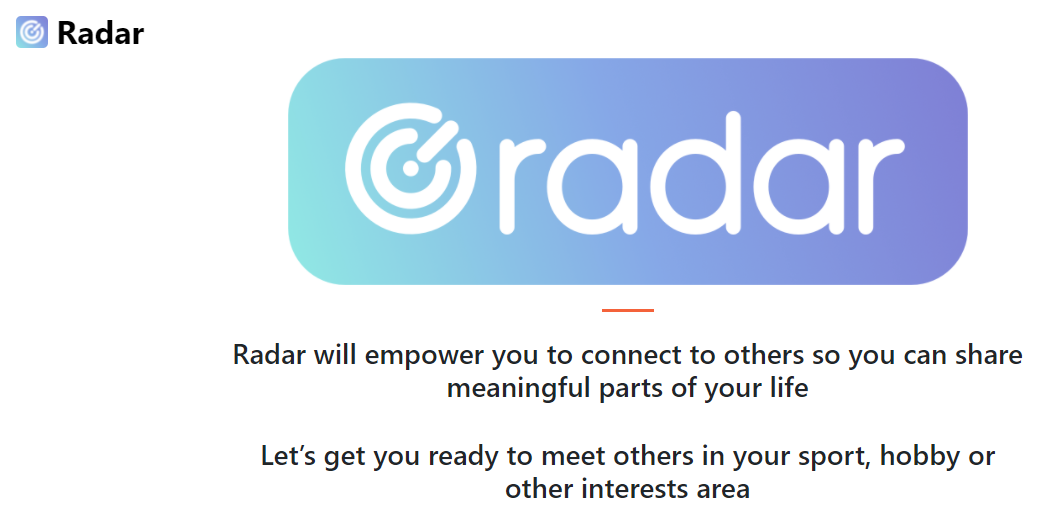 Radar
radar
Radar will empower you to connect to others so you can share
meaningful parts of your life
Let’s get you ready to meet others in your sport, hobby or
other interests area